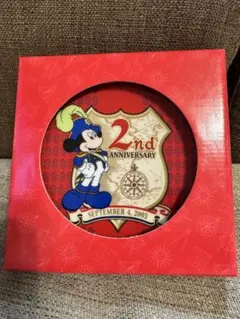 2nd
ANNIVERSARY
SEPTEMBER 4, 2003